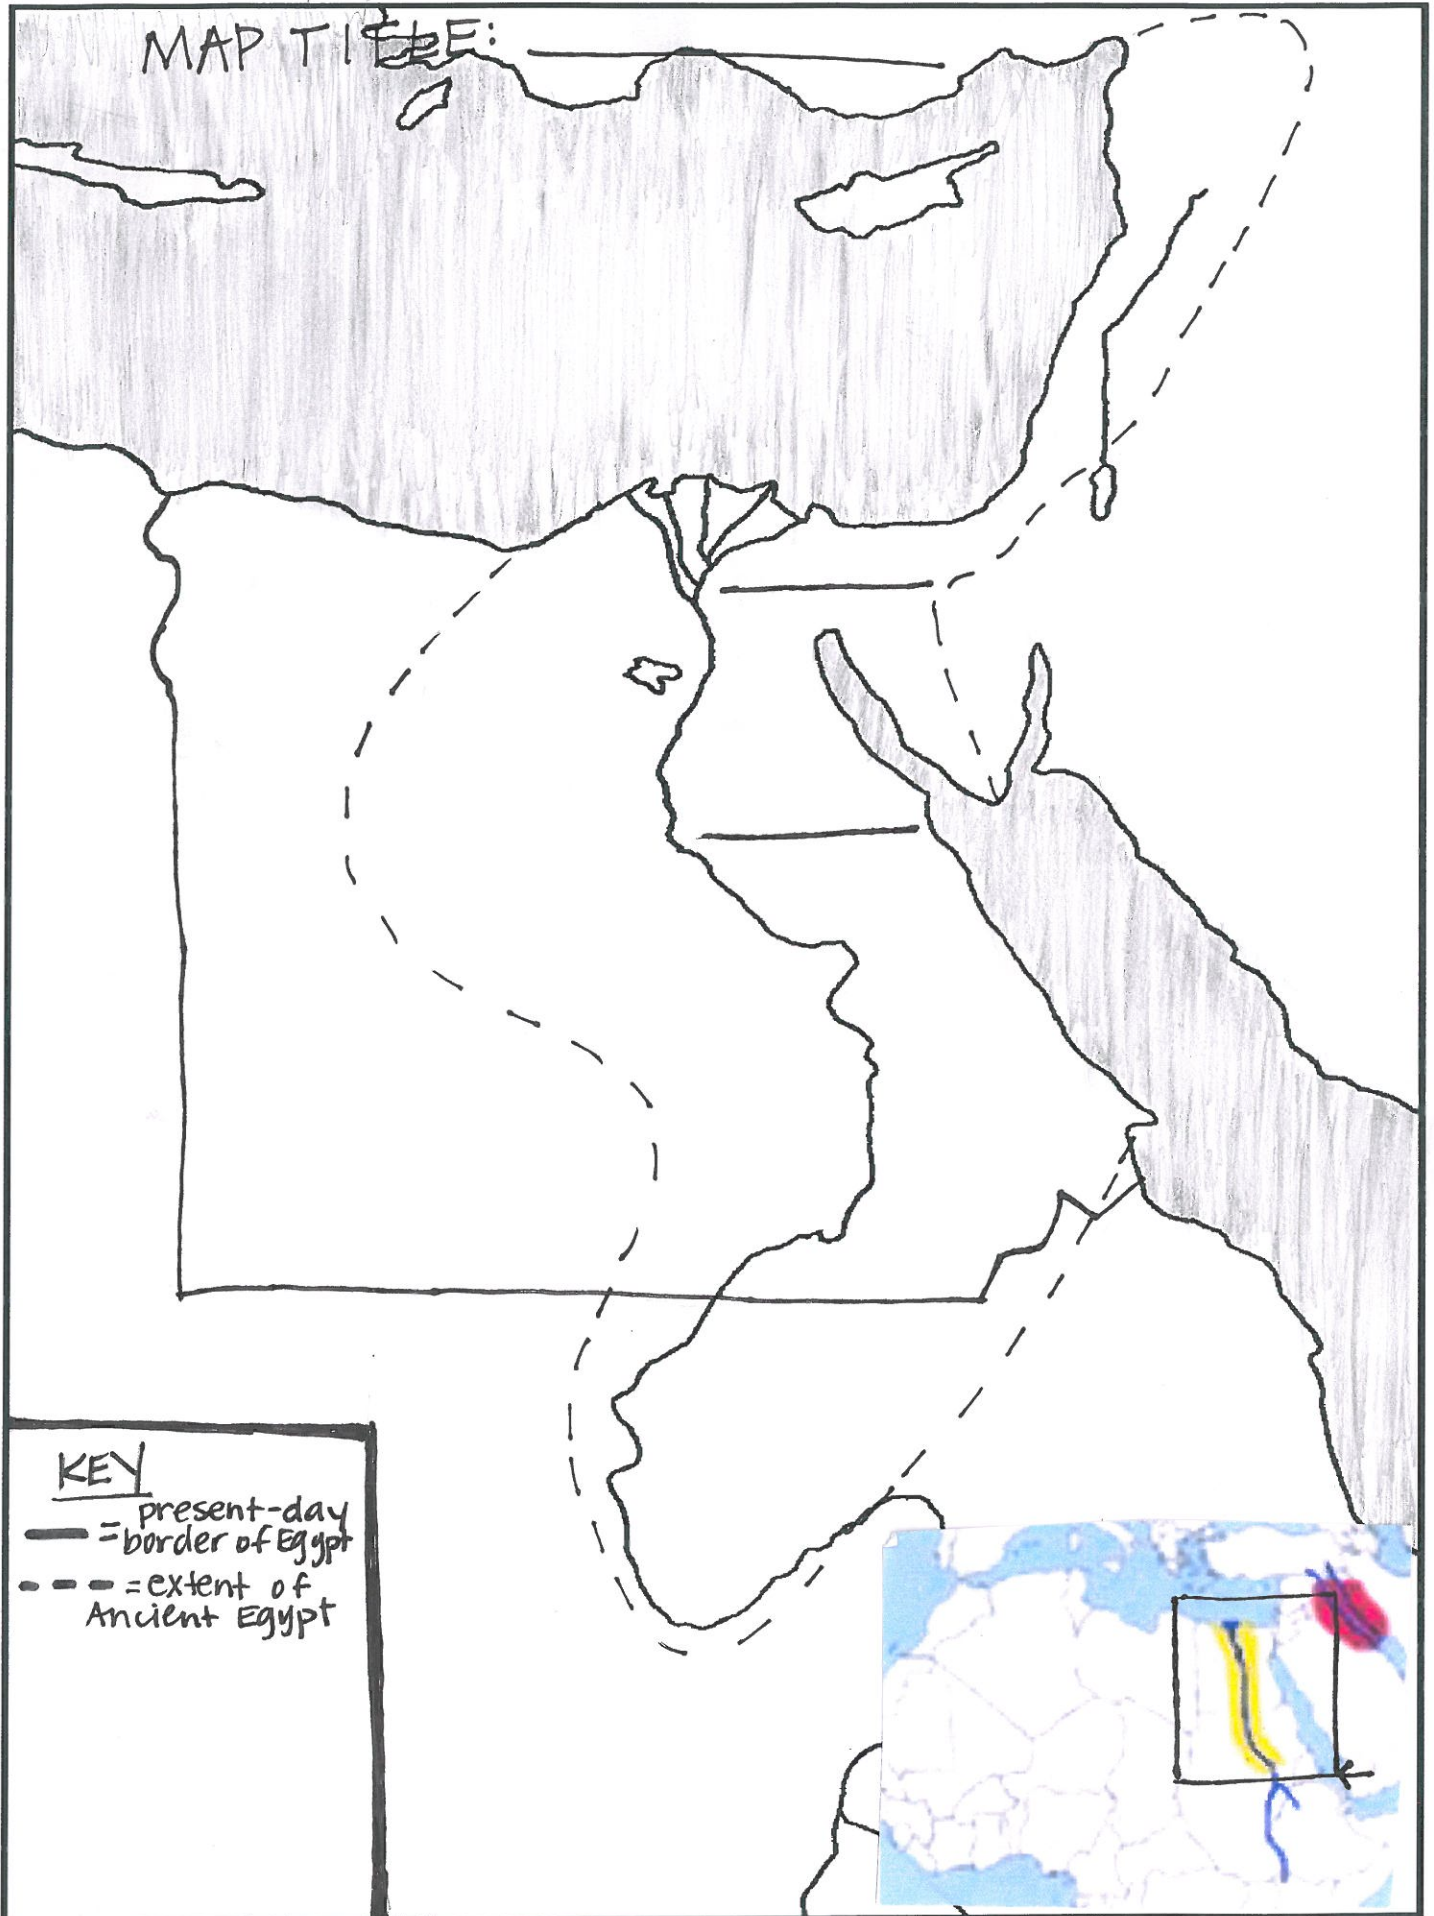 MAP TITLE:
KEY
= present-day
border of Egypt
= extent of
Ancient Egypt